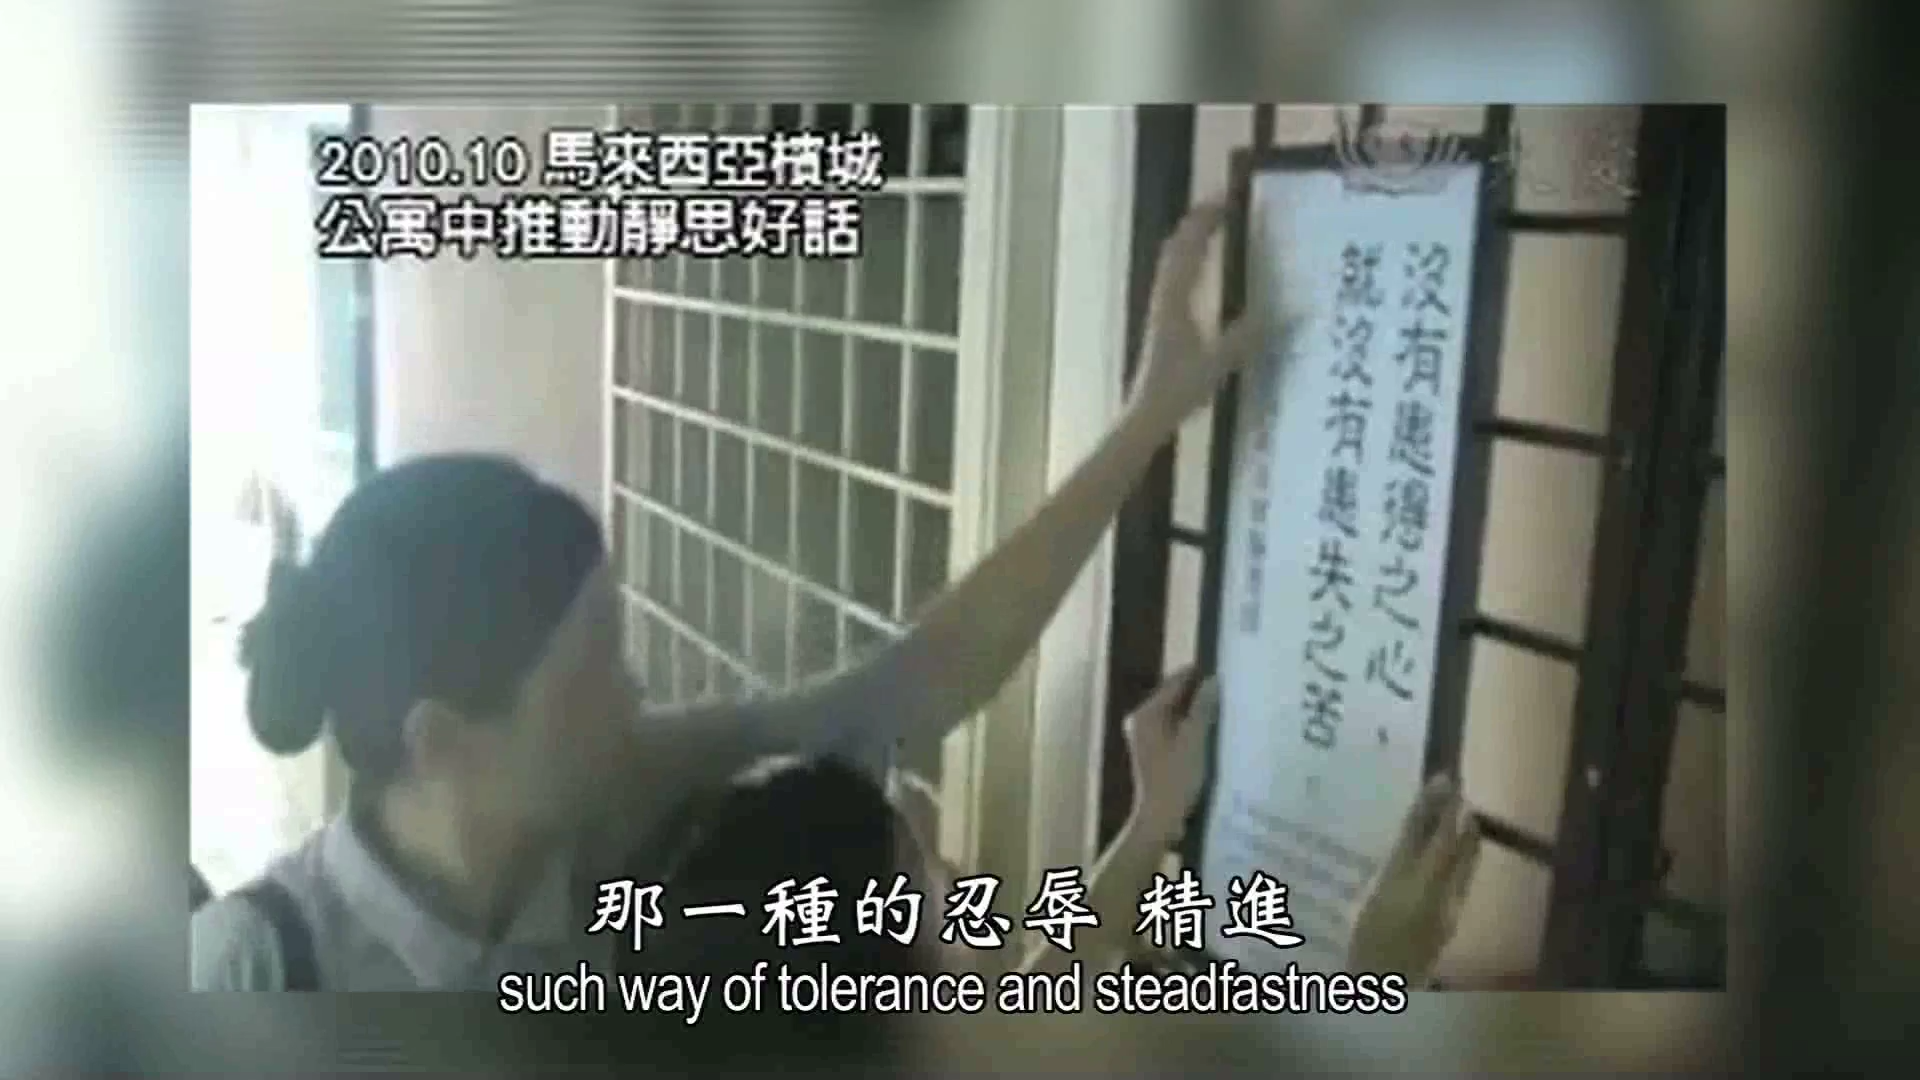 2010.10 馬來西亞檳城
公寓中推動靜思好話
沒有應得之心，
就沒有患失之苦。
那一種的忍辱 精進
such way of tolerance and steadfastness